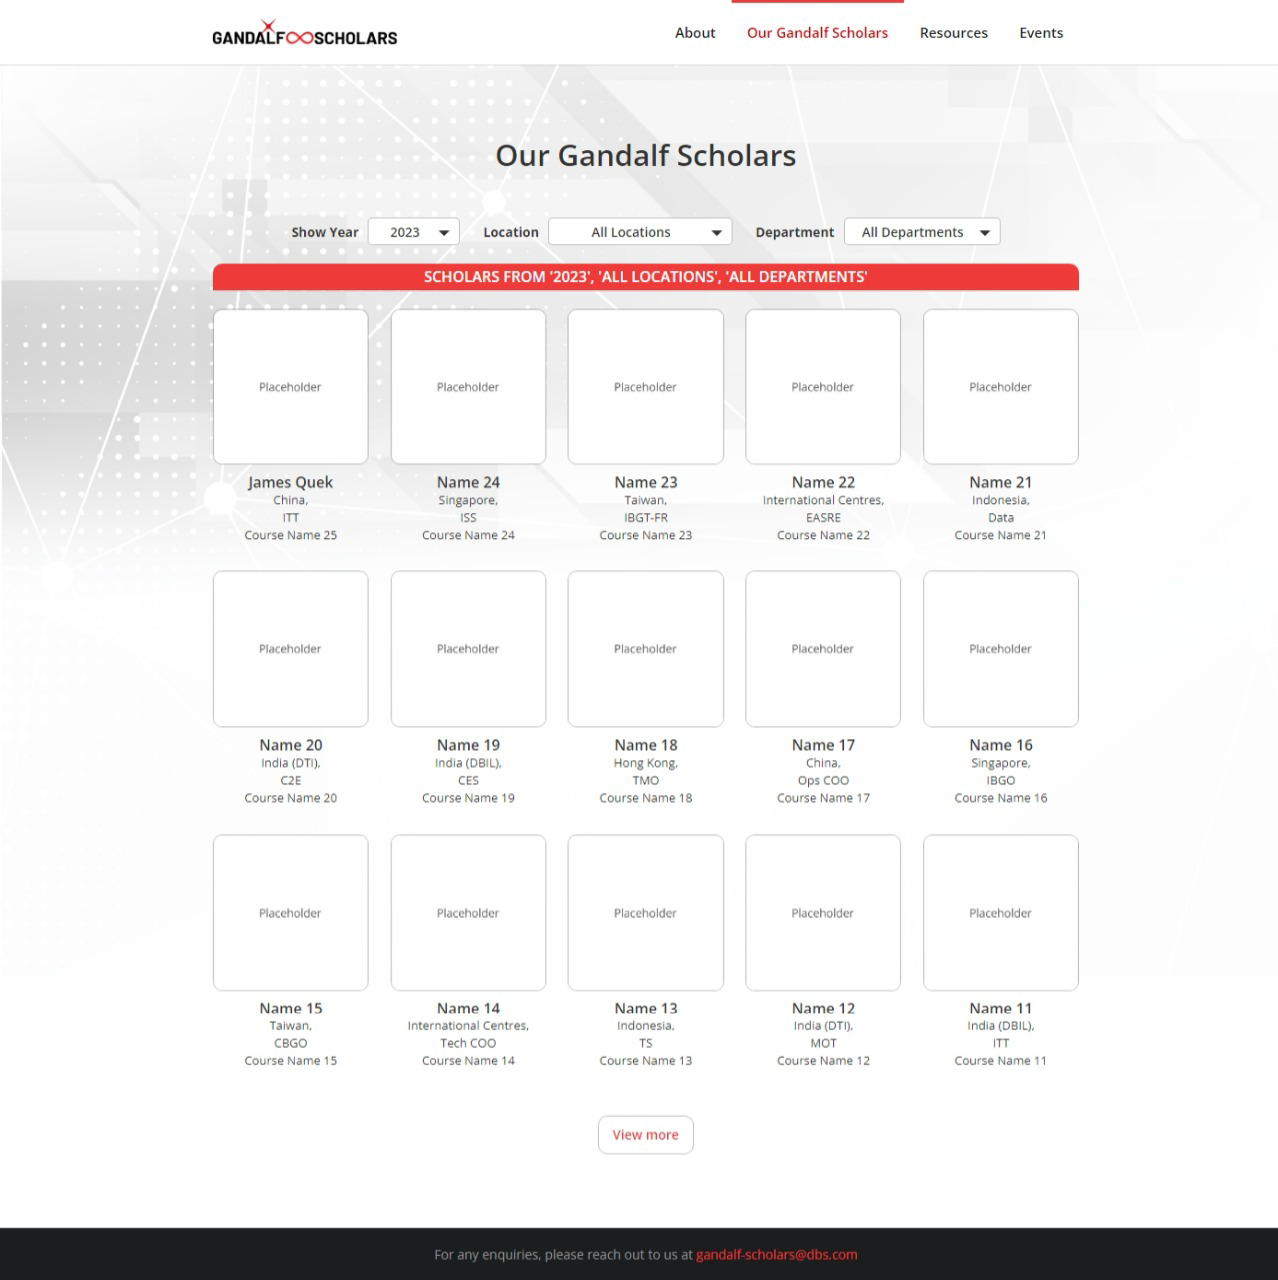 GANDALF SCHOLARS
About Our Gandalf Scholars Resources Events
Our Gandalf Scholars
Show Year 2023 Location All Locations Department All Departments
SCHOLARS FROM '2023', 'ALL LOCATIONS', 'ALL DEPARTMENTS'
Placeholder Placeholder Placeholder Placeholder Placeholder
James Quek Name 24 Name 23 Name 22 Name 21
China, Singapore, Taiwan, International Centres, Indonesia,
ITT ISS IBGT-FR EASRE Data
Course Name 25 Course Name 24 Course Name 23 Course Name 22 Course Name 21
Placeholder Placeholder Placeholder Placeholder Placeholder
Name 20 Name 19 Name 18 Name 17 Name 16
India (DTI), India (DBIL), Hong Kong, China, Singapore,
C2E CES TMO Ops COO IBGO
Course Name 20 Course Name 19 Course Name 18 Course Name 17 Course Name 16
Placeholder Placeholder Placeholder Placeholder Placeholder
Name 15 Name 14 Name 13 Name 12 Name 11
Taiwan, International Centres, Indonesia, India (DTI), India (DBIL),
CBGO Tech COO TS MOT ITT
Course Name 15 Course Name 14 Course Name 13 Course Name 12 Course Name 11
View more
For any enquiries, please reach out to us at gandalf-scholars@dbs.com